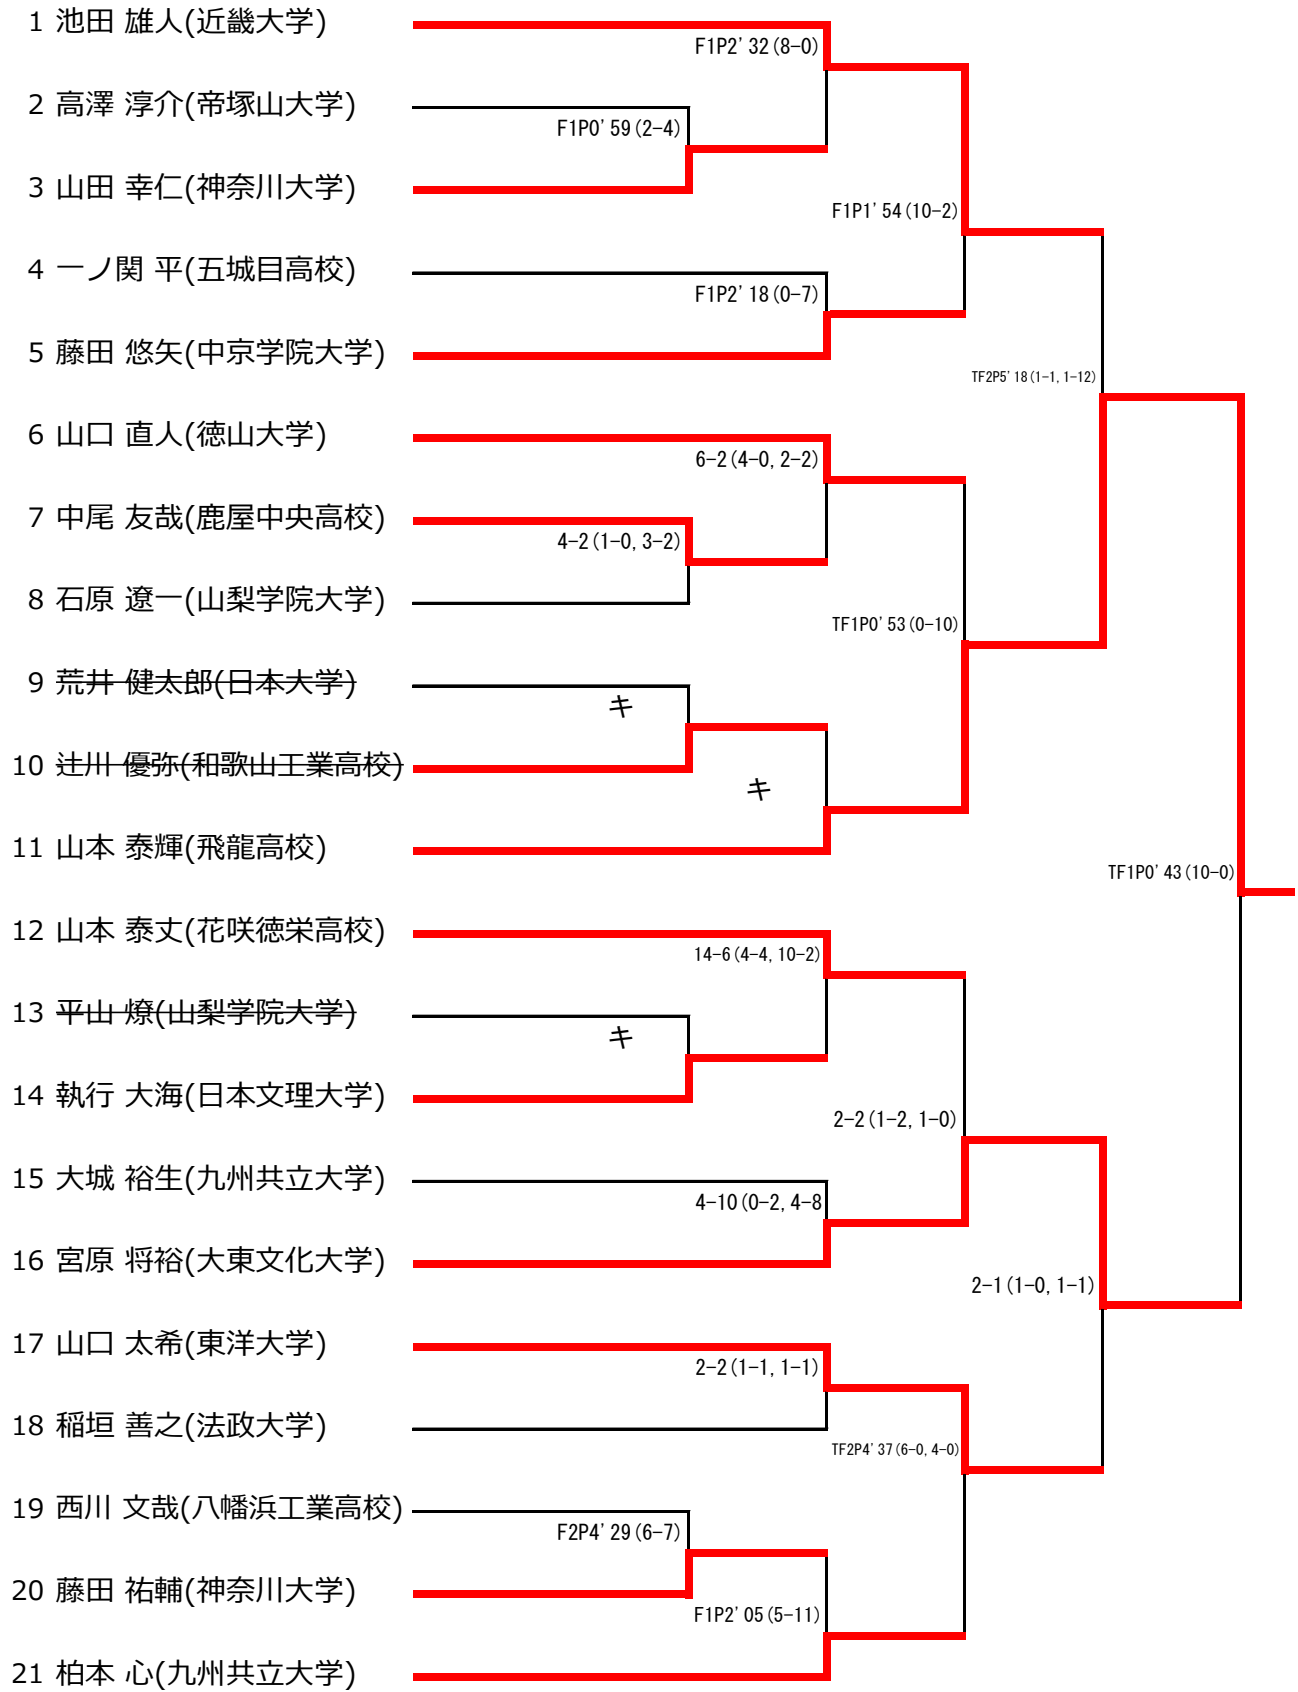 1 池田 雄人(近畿大学)
F1P2'32(8-0)
2 高澤 淳介(帝塚山大学)
F1P0'59(2-4)
3 山田 幸仁(神奈川大学)
F1P1'54(10-2)
4 一ノ関 平(五城目高校)
F1P2'18(0-7)
5 藤田 悠矢(中京学院大学)
TF2P5'18(1-1,1-12)
6 山口 直人(徳山大学)
6-2(4-0,2-2)
7 中尾 友哉(鹿屋中央高校)
4-2(1-0,3-2)
8 石原 遼一(山梨学院大学)
TF1P0'53(0-10)
9 荒井 健太郎(日本大学)
キ
10 辻川 優弥(和歌山工業高校)
キ
11 山本 泰輝(飛龍高校)
TF1P0'43(10-0)
12 山本 泰丈(花咲徳栄高校)
14-6(4-4,10-2)
13 平山 燎(山梨学院大学)
キ
14 執行 大海(日本文理大学)
2-2(1-2,1-0)
15 大城 裕生(九州共立大学)
4-10(0-2,4-8
16 宮原 将裕(大東文化大学)
2-1(1-0,1-1)
17 山口 太希(東洋大学)
2-2(1-1,1-1)
18 稲垣 善之(法政大学)
TF2P4'37(6-0,4-0)
19 西川 文哉(八幡浜工業高校)
F2P4'29(6-7)
20 藤田 祐輔(神奈川大学)
F1P2'05(5-11)
21 柏本 心(九州共立大学)